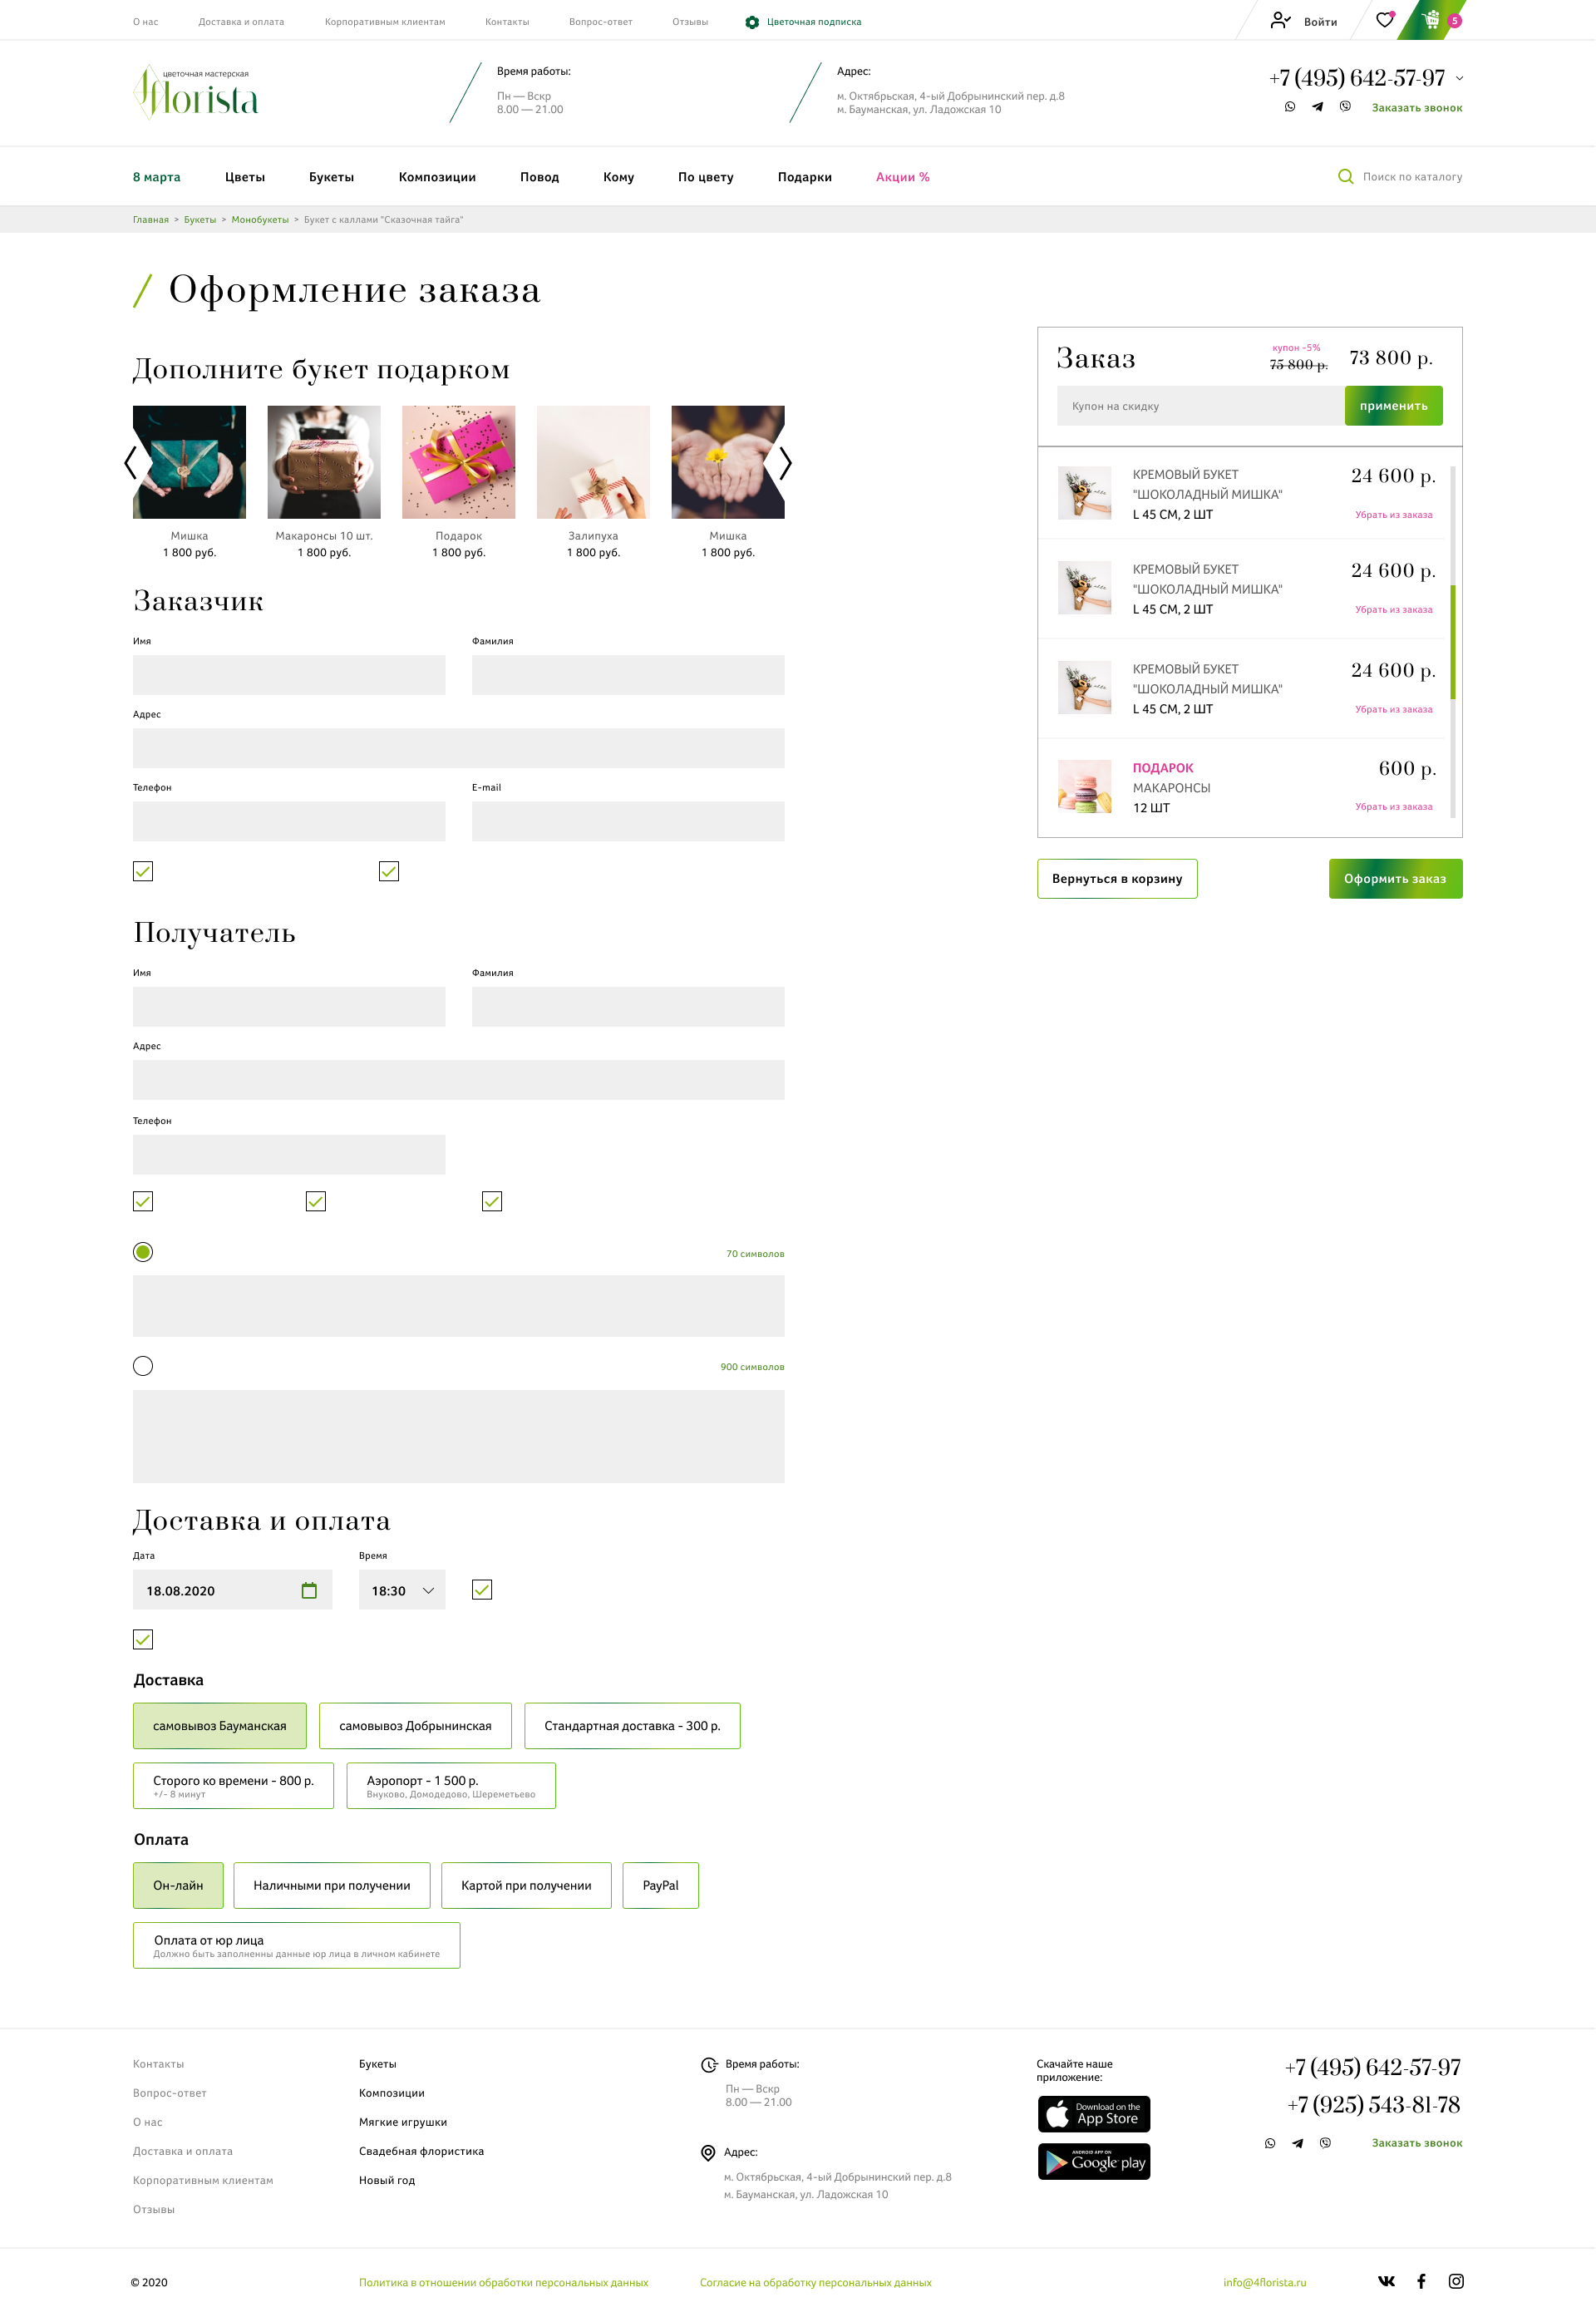 О нас
Доставка и оплата
Корпоративным клиентам
Контакты
Вопрос-ответ
Отзывы
Цветочная подписка
Войти
5
цветочная мастерская
4florista
Время работы:
Пн — Вскр
8.00 — 21.00
Адрес:
м. Октябрьская, 4-ый Добрынинский пер. д.8
м. Бауманская, ул. Ладожская 10
+7 (495) 642-57-97
Заказать звонок
8 марта
Цветы
Букеты
Композиции
Повод
Кому
По цвету
Подарки
Акции %
Поиск по каталогу
Главная > Букеты > Монобукеты > Букет с каллами "Сказочная тайга"
Оформление заказа
Дополните букет подарком
Мишка
1 800 руб.
Макаронсы 10 шт.
1 800 руб.
Подарок
1 800 руб.
Залипуха
1 800 руб.
Мишка
1 800 руб.
Заказчик
Имя
Фамилия
Адрес
Телефон
E-mail
Получатель
Имя
Фамилия
Адрес
Телефон
70 символов
900 символов
Доставка и оплата
Дата
Время
18.08.2020
18:30
Доставка
самовывоз Бауманская
самовывоз Добрынинская
Стандартная доставка - 300 р.
Сторого ко времени - 800 р.
+/- 8 минут
Аэропорт - 1 500 р.
Внуково, Домодедово, Шереметьево
Оплата
Он-лайн
Наличными при получении
Картой при получении
PayPal
Оплата от юр лица
Должно быть заполненны данные юр лица в личном кабинете
Заказ
купон -5%
75 800 р.
73 800 р.
Купон на скидку
применить
КРЕМОВЫЙ БУКЕТ
"ШОКОЛАДНЫЙ МИШКА"
L 45 СМ, 2 ШТ
24 600 р.
Убрать из заказа
КРЕМОВЫЙ БУКЕТ
"ШОКОЛАДНЫЙ МИШКА"
L 45 СМ, 2 ШТ
24 600 р.
Убрать из заказа
КРЕМОВЫЙ БУКЕТ
"ШОКОЛАДНЫЙ МИШКА"
L 45 СМ, 2 ШТ
24 600 р.
Убрать из заказа
ПОДАРОК
МАКАРОНСЫ
12 ШТ
600 р.
Убрать из заказа
Вернуться в корзину
Оформить заказ
Контакты
Вопрос-ответ
О нас
Доставка и оплата
Корпоративным клиентам
Отзывы
Букеты
Композиции
Мягкие игрушки
Свадебная флористика
Новый год
Время работы:
Пн — Вскр
8.00 — 21.00
Адрес:
м. Октябрьская, 4-ый Добрынинский пер. д.8
м. Бауманская, ул. Ладожская 10
Скачайте наше
приложение:
Download on the
App Store
ANDROID APP ON
Google play
+7 (495) 642-57-97
+7 (925) 543-81-78
Заказать звонок
© 2020
Политика в отношении обработки персональных данных
Согласие на обработку персональных данных
info@4florista.ru